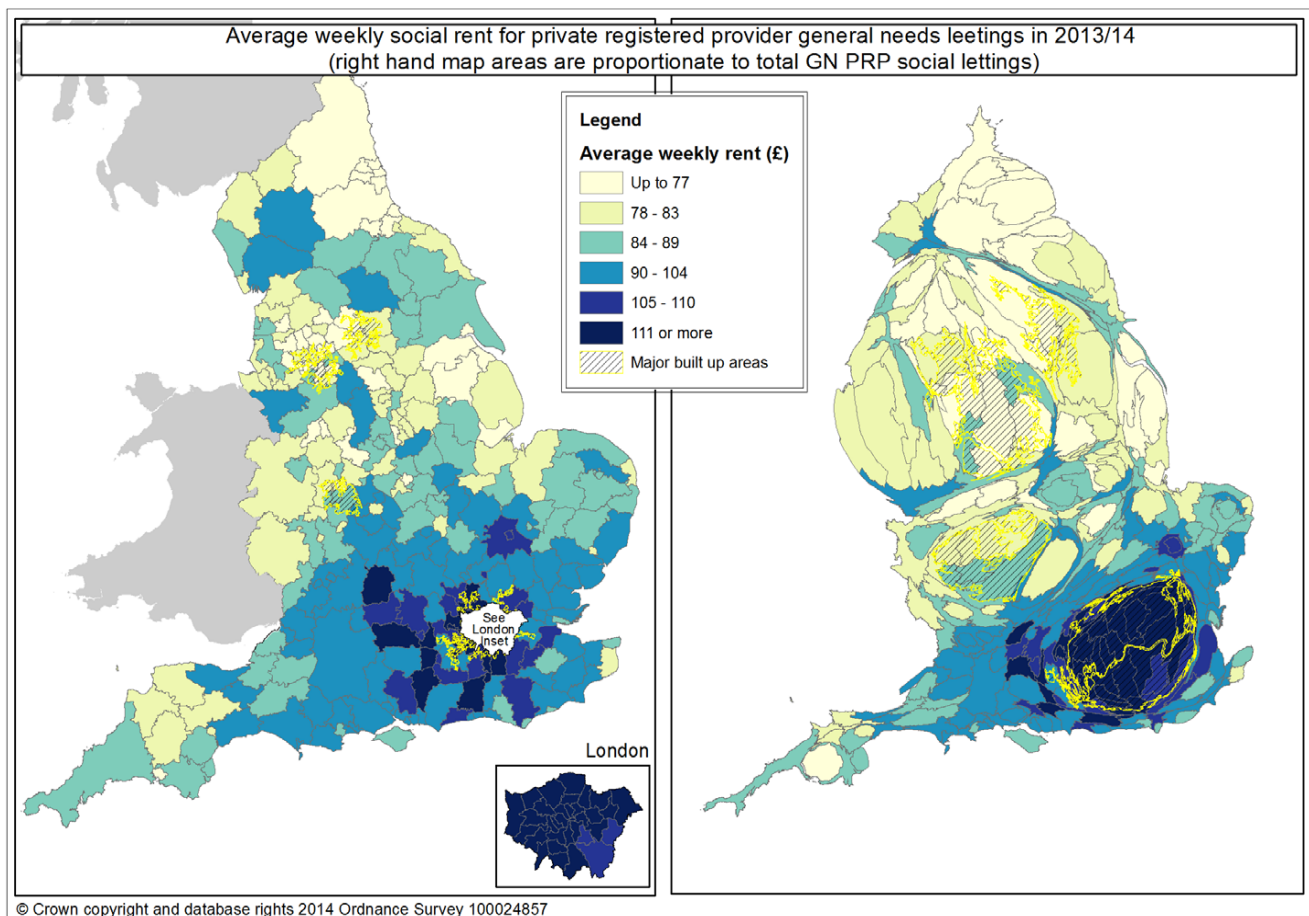 Average weekly social rent for private registered provider general needs leetings in 2013/14
(right hand map areas are proportionate to total GN PRP social lettings)
Legend
Average weekly rent (£)
Up to 77
78 - 83
84 - 89
90 - 104
105 - 110
111 or more
Major built up areas
See
London
inset
London
© Crown copyright and database rights 2014 Ordnance Survey 100024857